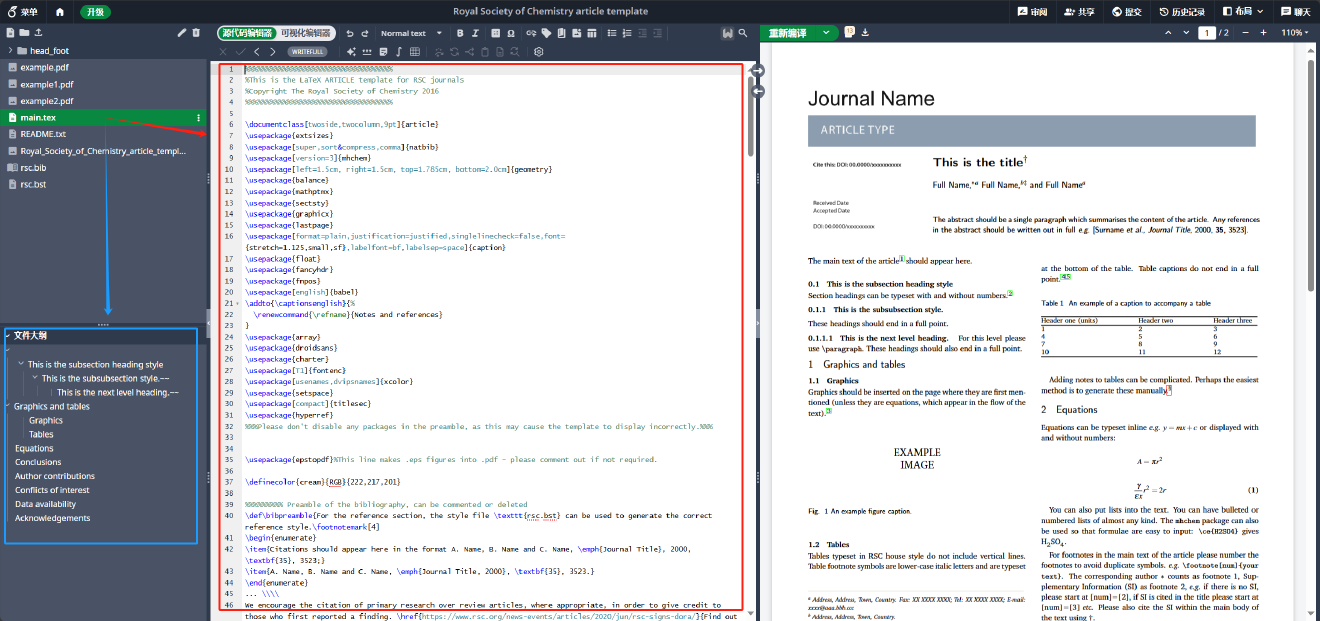 菜单 升级 Royal Society of Chemistry article template 审阅 共享 提交 历史记录 布局 聊天
源代码编辑器 可视化编辑器 Normal text B I Ω 重新编译 13 1 / 2 110%
WRITEFULL
head_foot
example.pdf
example1.pdf
example2.pdf
main.tex
README.txt
Royal_Society_of_Chemistry_article_templ...
rsc.bib
rsc.bst
文件大纲
This is the subsection heading style
This is the subsubsection style.~~
This is the next level heading.~~
Graphics and tables
Graphics
Tables
Equations
Conclusions
Author contributions
Conflicts of interest
Data availability
Acknowledgements
1 %%%%%%%%%%%%%%%%%%%%%%%%%%%%%%%%%%%
2 %This is the LaTeX ARTICLE template for RSC journals
3 %Copyright The Royal Society of Chemistry 2016
4 %%%%%%%%%%%%%%%%%%%%%%%%%%%%%%%%%%%
5
6 \documentclass[twoside,twocolumn,9pt]{article}
7 \usepackage{extsizes}
8 \usepackage[super,sort&compress,comma]{natbib}
9 \usepackage[version=3]{mhchem}
10 \usepackage[left=1.5cm, right=1.5cm, top=1.785cm, bottom=2.0cm]{geometry}
11 \usepackage{balance}
12 \usepackage{mathptmx}
13 \usepackage{sectsty}
14 \usepackage{graphicx}
15 \usepackage{lastpage}
16 \usepackage[format=plain,justification=justified,singlelinecheck=false,font=
{stretch=1.125,small,sf},labelfont=bf,labelsep=space]{caption}
17 \usepackage{float}
18 \usepackage{fancyhdr}
19 \usepackage{fnpos}
20 \usepackage[english]{babel}
21 \addto{\captionsenglish}{%
22 \renewcommand{\refname}{Notes and references}
23 }
24 \usepackage{array}
25 \usepackage{droidsans}
26 \usepackage{charter}
27 \usepackage[T1]{fontenc}
28 \usepackage[usenames,dvipsnames]{xcolor}
29 \usepackage{setspace}
30 \usepackage[compact]{titlesec}
31 \usepackage{hyperref}
32 %%%Please don't disable any packages in the preamble, as this may cause the template to display incorrectly.%%%
33
34
35 \usepackage{epstopdf}%This line makes .eps figures into .pdf - please comment out if not required.
36
37 \definecolor{cream}{RGB}{222,217,201}
38
39 %%%%%%%%% Preamble of the bibliography, can be commented or deleted
40 \def\bibpreamble{For the reference section, the style file \texttt{rsc.bst} can be used to generate the correct
reference style.\footnotemark[4]
41 \begin{enumerate}
42 \item{Citations should appear here in the format A. Name, B. Name and C. Name, \emph{Journal Title}, 2000,
\textbf{35}, 3523;}
43 \item{A. Name, B. Name and C. Name, \emph{Journal Title, 2000}, \textbf{35}, 3523.}
44 \end{enumerate}
45 ... \\\\
46 We encourage the citation of primary research over review articles, where appropriate, in order to give credit to
those who first reported a finding. \href{https://www.rsc.org/news-events/articles/2020/jun/rsc-signs-dora/}{Find out
Journal Name
ARTICLE TYPE
Cite this: DOI: 00.0000/xxxxxxxxxx
This is the title†
Full Name,*a Full Name,b‡ and Full Namea
Received Date
Accepted Date
DOI: 00.0000/xxxxxxxxxx
The abstract should be a single paragraph which summarises the content of the article. Any references
in the abstract should be written out in full e.g. [Surname et al., Journal Title, 2000, 35, 3523].
The main text of the article1 should appear here.
0.1 This is the subsection heading style
Section headings can be typeset with and without numbers.2
0.1.1 This is the subsubsection style.
These headings should end in a full point.
0.1.1.1 This is the next level heading. For this level please
use \paragraph. These headings should also end in a full point.
1 Graphics and tables
1.1 Graphics
Graphics should be inserted on the page where they are first men-
tioned (unless they are equations, which appear in the flow of the
text).3
EXAMPLE
IMAGE
Fig. 1 An example figure caption.
1.2 Tables
Tables typeset in RSC house style do not include vertical lines.
Table footnote symbols are lower-case italic letters and are typeset
a Address, Address, Town, Country. Fax: XX XXXX XXXX; Tel: XX XXXX XXXX; E-mail:
xxxx@aaa.bbb.ccc
b Address, Address, Town, Country.
at the bottom of the table. Table captions do not end in a full
point.4,5
Table 1 An example of a caption to accompany a table
Header one (units) Header two Header three
1 2 3
4 5 6
7 8 9
10 11 12
Adding notes to tables can be complicated. Perhaps the easiest
method is to generate these manually.
2 Equations
Equations can be typeset inline e.g. y = mx + c or displayed with
and without numbers:
A = πr²
γ/εx r² = 2r (1)
You can also put lists into the text. You can have bulleted or
numbered lists of almost any kind. The mhchem package can also
be used so that formulae are easy to input: \ce{H2SO4} gives
H2SO4.
For footnotes in the main text of the article please number the
footnotes to avoid duplicate symbols. e.g. \footnote[num]{your
text}. The corresponding author * counts as footnote 1, Sup-
plementary Information (SI) as footnote 2, e.g. if there is no SI,
please start at [num]=[2], if SI is cited in the title please start at
[num]=[3] etc. Please also cite the SI within the main body of
the text using †.